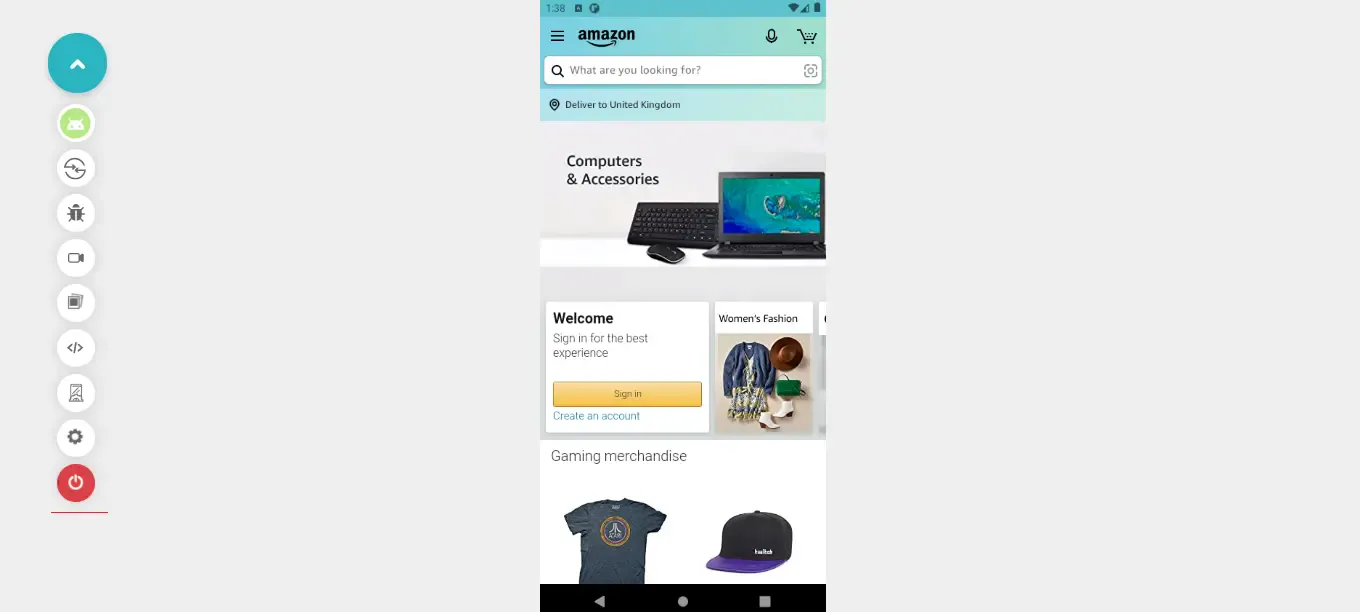 1:38
amazon
What are you looking for?
Deliver to United Kingdom
Computers
& Accessories
Welcome
Sign in for the best
experience
Sign in
Create an account
Women's Fashion
Gaming merchandise
ATARI